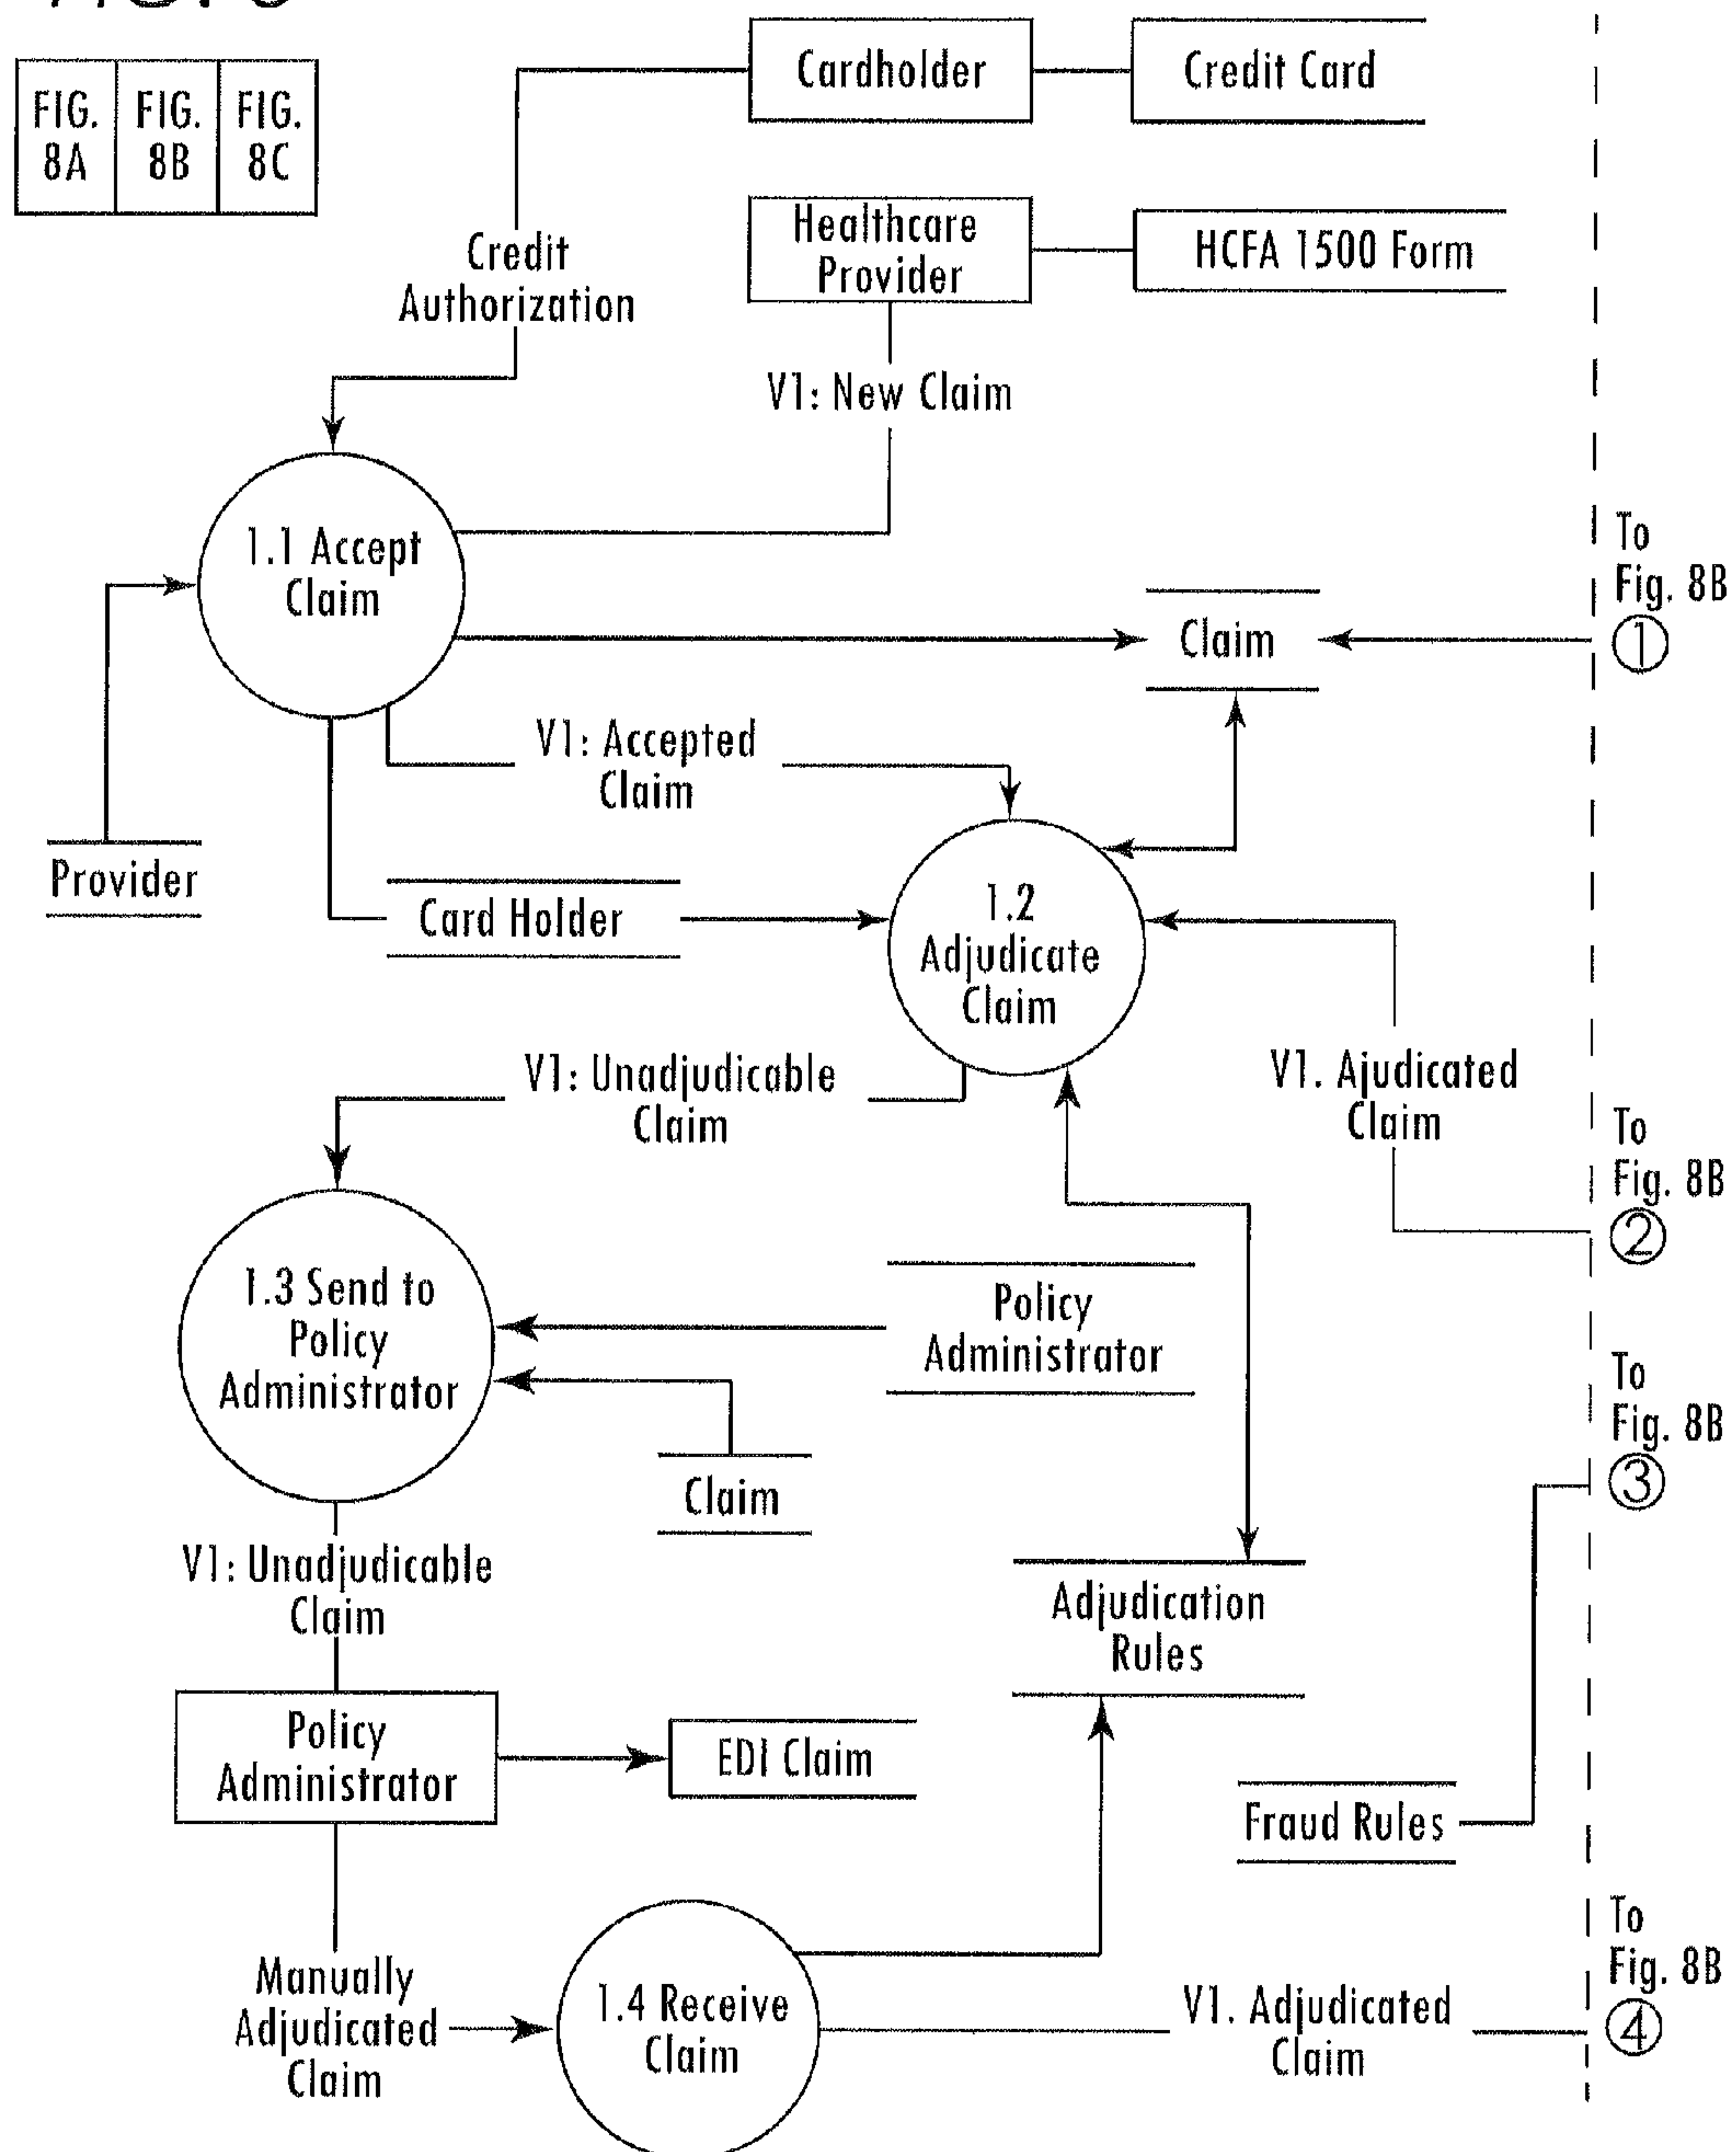 FIG.
8A
FIG.
8B
FIG.
8C
Cardholder
Credit Card
Credit
Authorization
Healthcare
Provider
HCFA 1500 Form
V1: New Claim
1.1 Accept
Claim
To
Fig. 8B
1
Claim
V1: Accepted
Claim
Provider
Card Holder
1.2
Adjudicate
Claim
V1: Unadjudicable
Claim
V1. Ajudicated
Claim
To
Fig. 8B
2
1.3 Send to
Policy
Administrator
Policy
Administrator
To
Fig. 8B
3
Claim
V1: Unadjudicable
Claim
Adjudication
Rules
Policy
Administrator
EDI Claim
Fraud Rules
Manually
Adjudicated
Claim
1.4 Receive
Claim
V1. Adjudicated
Claim
To
Fig. 8B
4